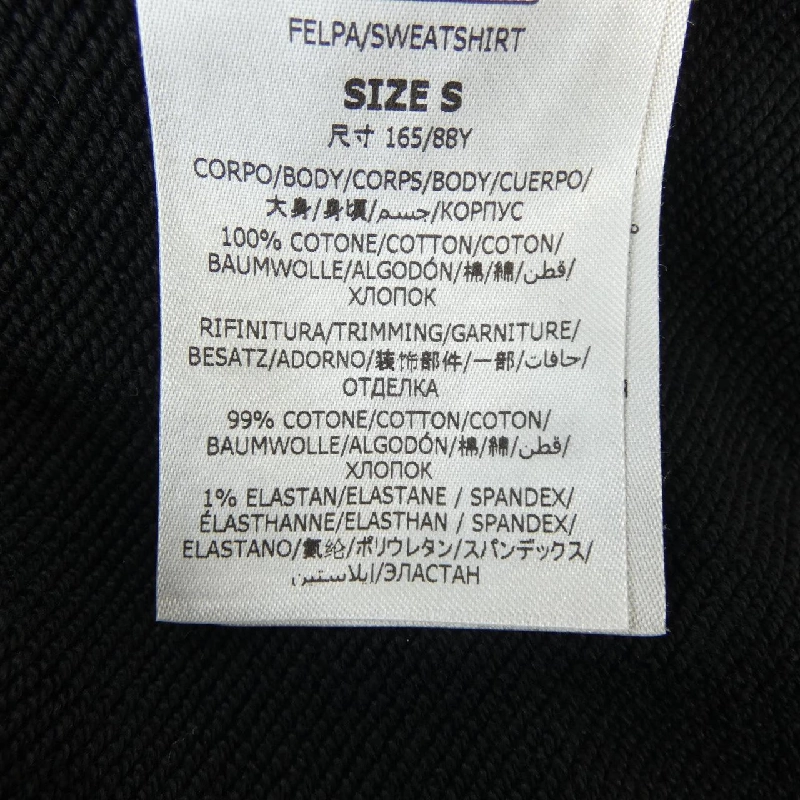 FELPA/SWEATSHIRT
SIZE S
尺寸 165/88Y
CORPO/BODY/CORPS/BODY/CUERPO/
大身/身頃/جسم/КОРПУС
100% COTONE/COTTON/COTON/
BAUMWOLLE/ALGODÓN/棉/綿/قطن/
ХЛОПОК
RIFINITURA/TRIMMING/GARNITURE/
BESATZ/ADORNO/装饰部件/一部/حافات/
ОТДЕЛКА
99% COTONE/COTTON/COTON/
BAUMWOLLE/ALGODÓN/棉/綿/قطن/
ХЛОПОК
1% ELASTAN/ELASTANE / SPANDEX/
ÉLASTHANNE/ELASTHAN / SPANDEX/
ELASTANO/氨纶/ポリウレタン/スパンデックス/
إيلاستين/ЭЛАСТАН